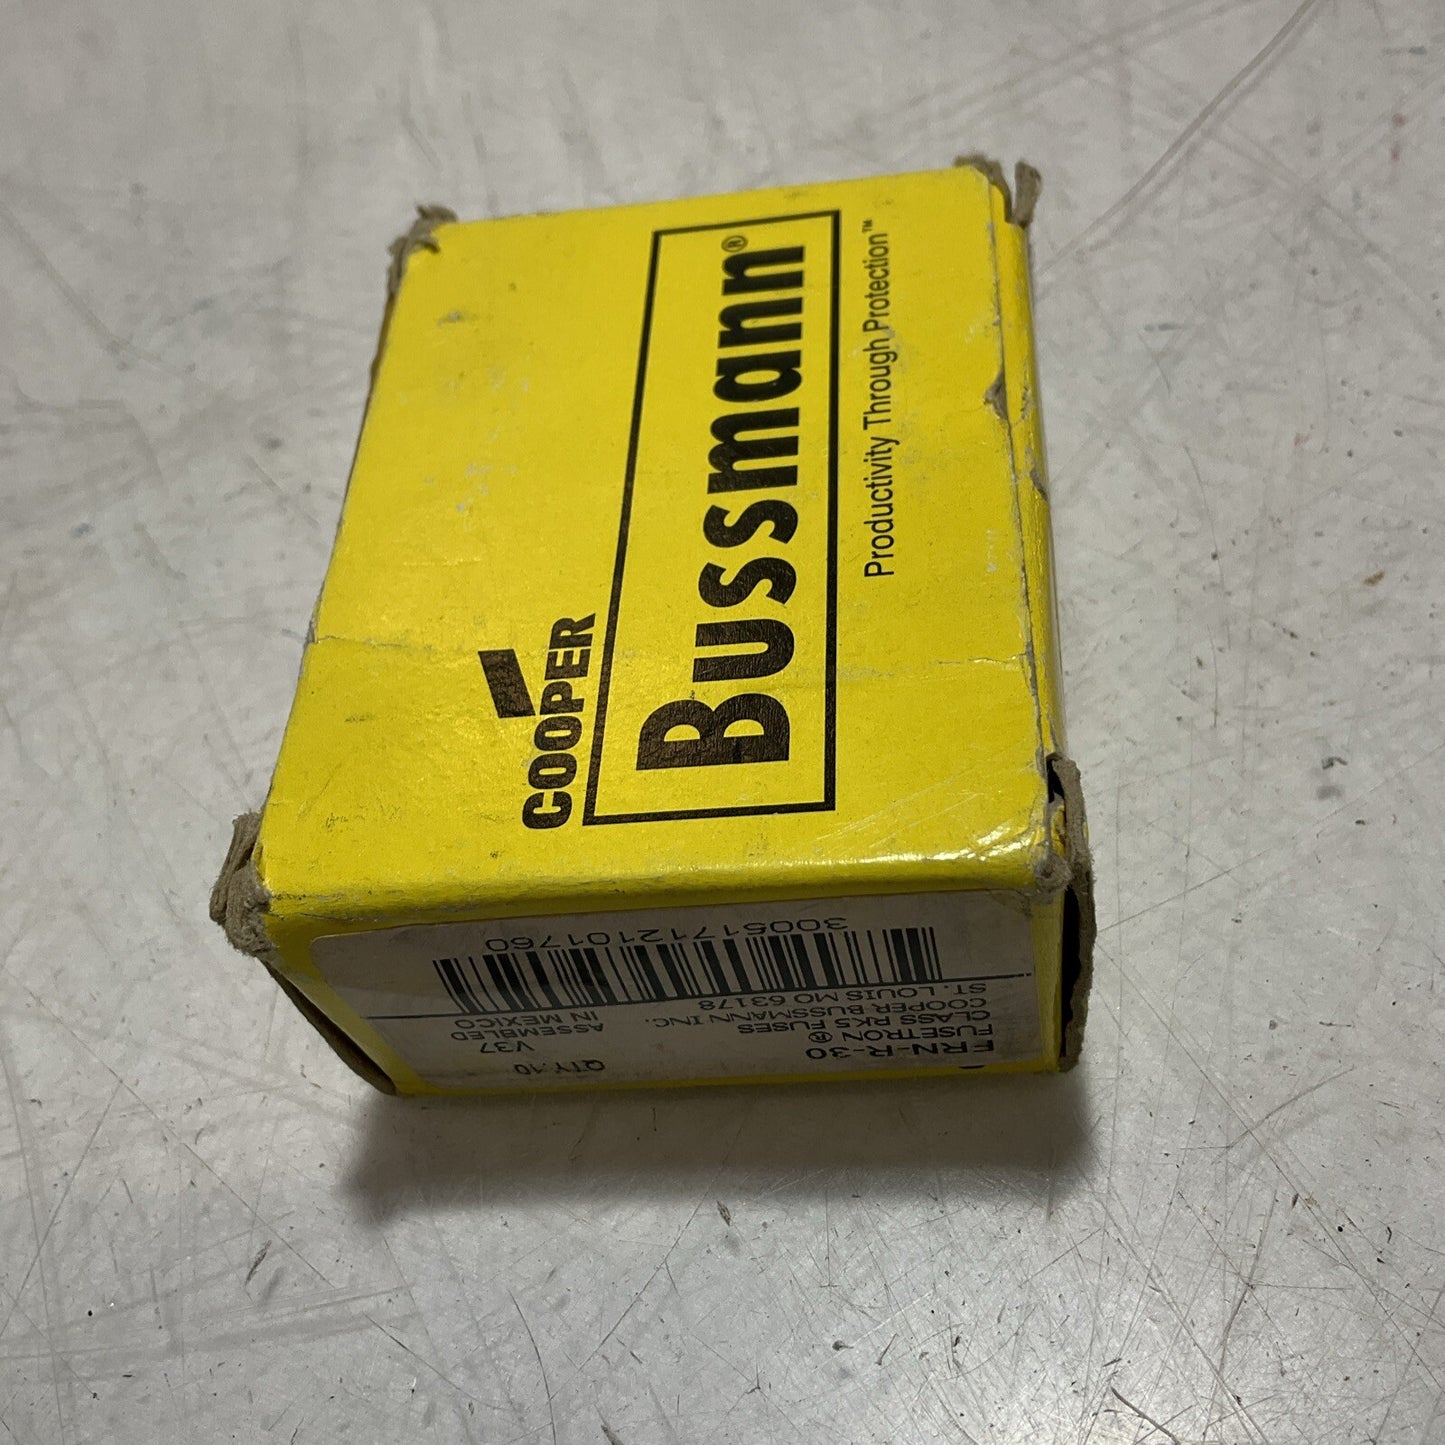 COOPER
Bussmann®
Productivity Through Protection™
FRN-R-30
QTY.10
FUSETRON ®
V37
CLASS RK5 FUSES
ASSEMBLED
COOPER BUSSMANN INC.
IN MEXICO
ST. LOUIS MO 63178
30051712101760